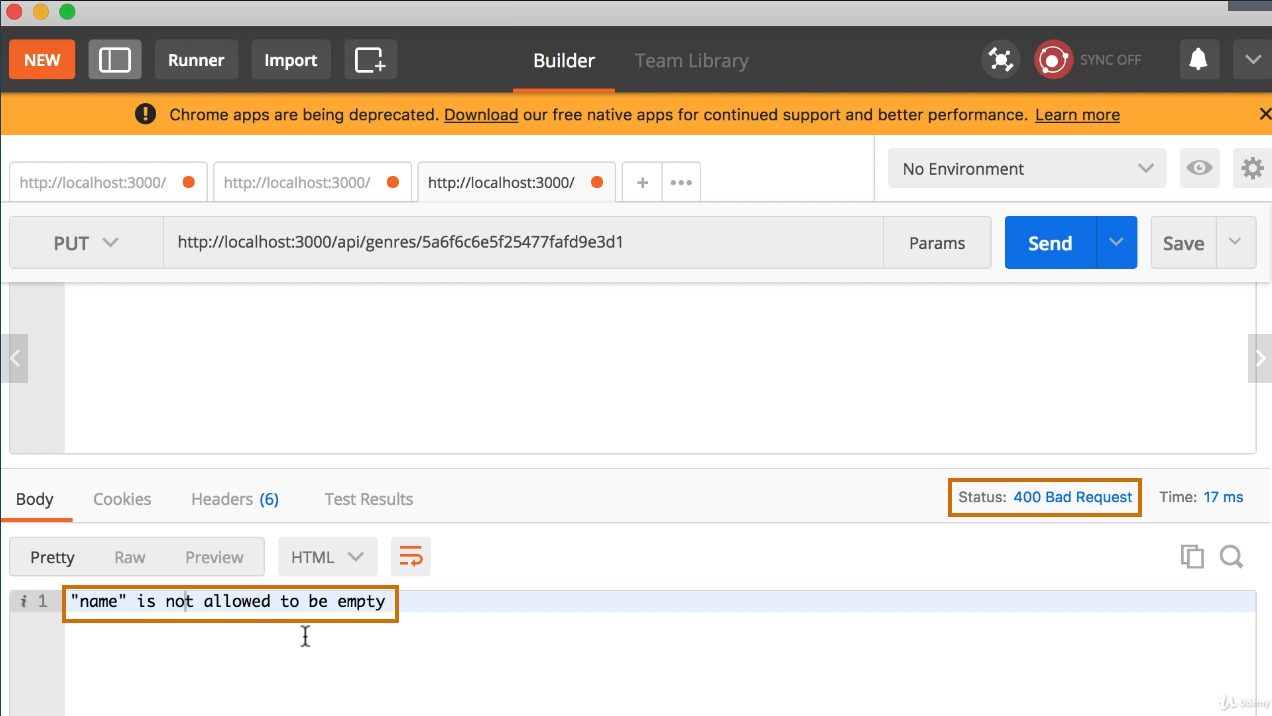 NEW Runner Import Builder Team Library SYNC OFF
Chrome apps are being deprecated. Download our free native apps for continued support and better performance. Learn more
http://localhost:3000/ http://localhost:3000/ http://localhost:3000/ No Environment
PUT http://localhost:3000/api/genres/5a6f6c6e5f25477fafd9e3d1 Params Send Save
Body Cookies Headers (6) Test Results Status: 400 Bad Request Time: 17 ms
Pretty Raw Preview HTML
i 1 "name" is not allowed to be empty
Udemy